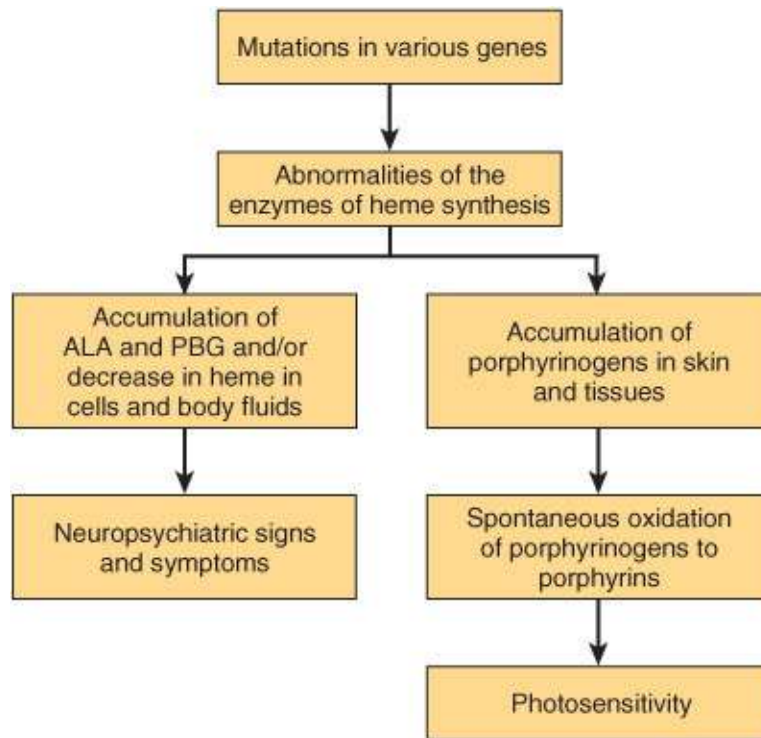 Mutations in various genes
Abnormalities of the
enzymes of heme synthesis
Accumulation of
ALA and PBG and/or
decrease in heme in
cells and body fluids
Neuropsychiatric signs
and symptoms
Accumulation of
porphyrinogens in skin
and tissues
Spontaneous oxidation
of porphyrinogens to
porphyrins
Photosensitivity